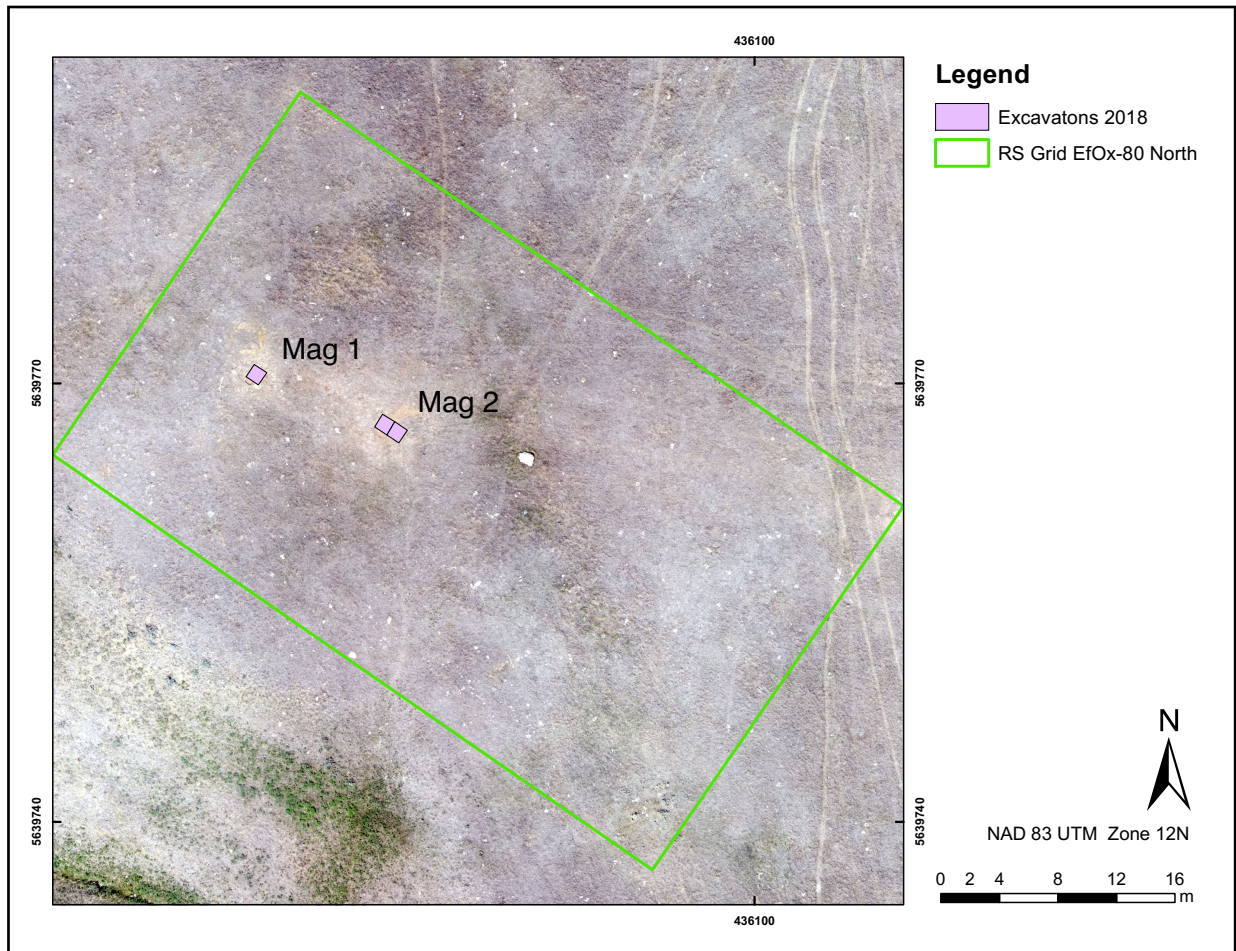 436100
Legend
Excavatons 2018
RS Grid EfOx-80 North
Mag 1
5639770
5639770
Mag 2
N
5639740
5639740
NAD 83 UTM Zone 12N
0 2 4 8 12 16
m
436100